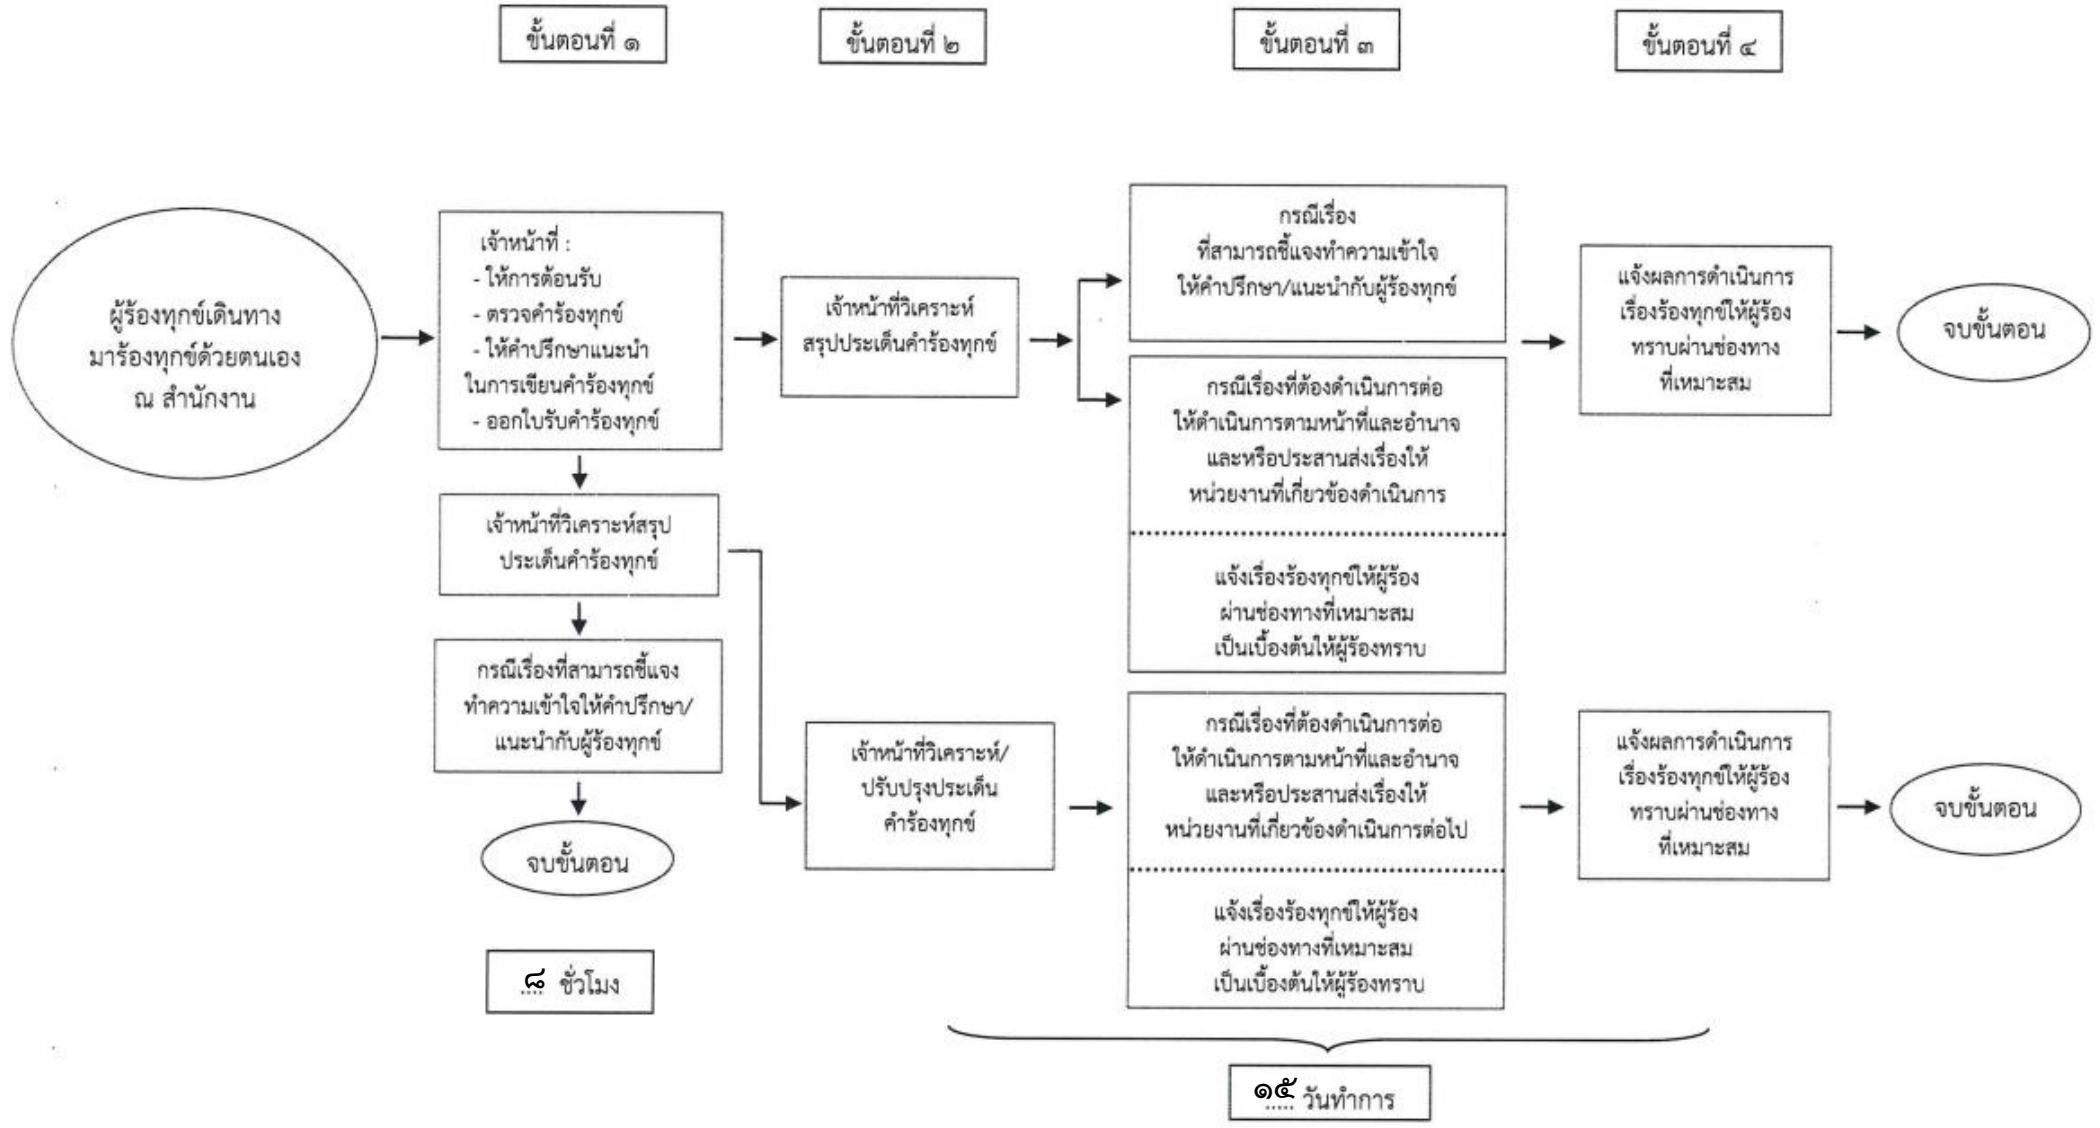 ขั้นตอนที่ ๑
ขั้นตอนที่ ๒
ขั้นตอนที่ ๓
ขั้นตอนที่ ๔
ผู้ร้องทุกข์เดินทาง
มาร้องทุกข์ด้วยตนเอง
ณ สำนักงาน
เจ้าหน้าที่ :
- ให้การต้อนรับ
- ตรวจคำร้องทุกข์
- ให้คำปรึกษาแนะนำ
ในการเขียนคำร้องทุกข์
- ออกใบรับคำร้องทุกข์
เจ้าหน้าที่วิเคราะห์
สรุปประเด็นคำร้องทุกข์
กรณีเรื่อง
ที่สามารถชี้แจงทำความเข้าใจ
ให้คำปรึกษา/แนะนำกับผู้ร้องทุกข์
กรณีเรื่องที่ต้องดำเนินการต่อ
ให้ดำเนินการตามหน้าที่และอำนาจ
และหรือประสานส่งเรื่องให้
หน่วยงานที่เกี่ยวข้องดำเนินการ
แจ้งเรื่องร้องทุกข์ให้ผู้ร้อง
ผ่านช่องทางที่เหมาะสม
เป็นเบื้องต้นให้ผู้ร้องทราบ
แจ้งผลการดำเนินการ
เรื่องร้องทุกข์ให้ผู้ร้อง
ทราบผ่านช่องทาง
ที่เหมาะสม
จบขั้นตอน
เจ้าหน้าที่วิเคราะห์สรุป
ประเด็นคำร้องทุกข์
กรณีเรื่องที่สามารถชี้แจง
ทำความเข้าใจให้คำปรึกษา/
แนะนำกับผู้ร้องทุกข์
จบขั้นตอน
เจ้าหน้าที่วิเคราะห์/
ปรับปรุงประเด็น
คำร้องทุกข์
กรณีเรื่องที่ต้องดำเนินการต่อ
ให้ดำเนินการตามหน้าที่และอำนาจ
และหรือประสานส่งเรื่องให้
หน่วยงานที่เกี่ยวข้องดำเนินการต่อไป
แจ้งเรื่องร้องทุกข์ให้ผู้ร้อง
ผ่านช่องทางที่เหมาะสม
เป็นเบื้องต้นให้ผู้ร้องทราบ
แจ้งผลการดำเนินการ
เรื่องร้องทุกข์ให้ผู้ร้อง
ทราบผ่านช่องทาง
ที่เหมาะสม
จบขั้นตอน
๘ ชั่วโมง
๑๕ วันทำการ